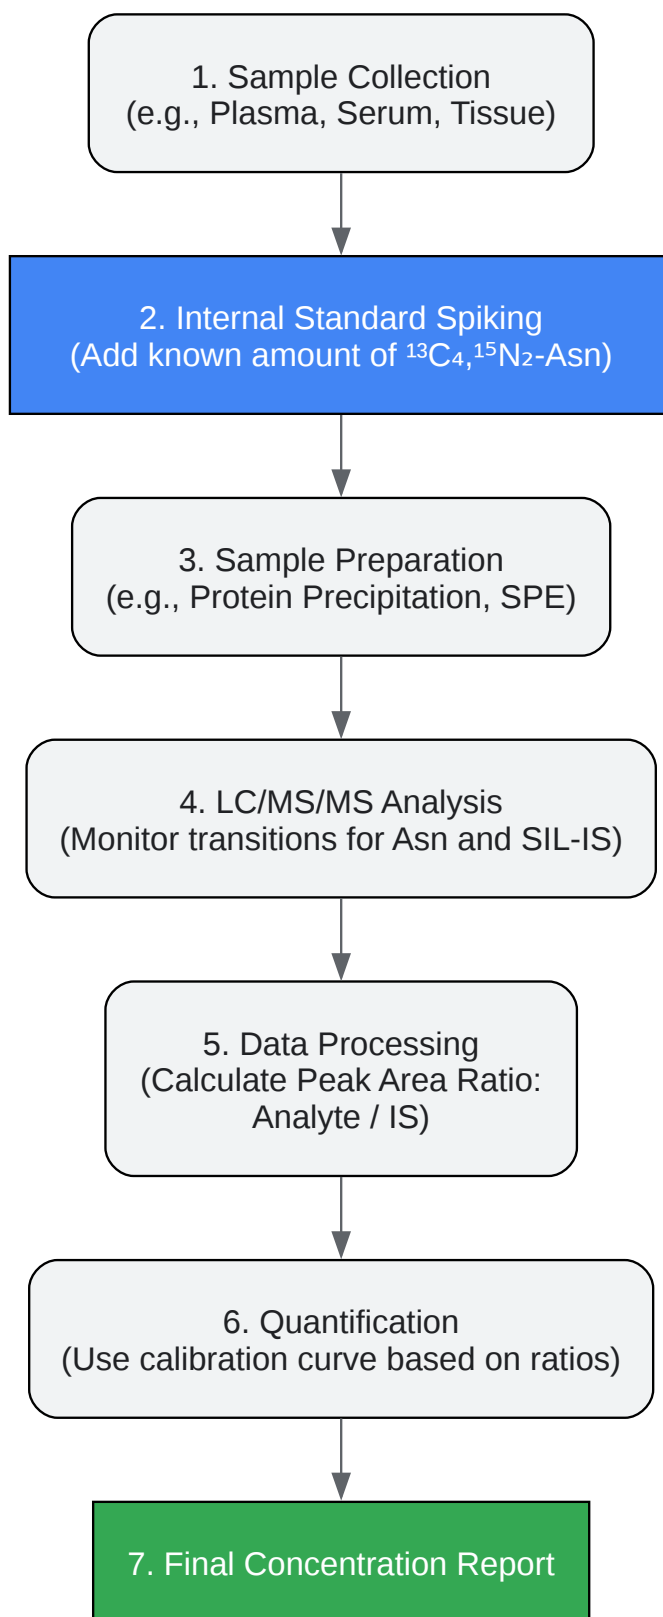 1. Sample Collection
(e.g., Plasma, Serum, Tissue)
2. Internal Standard Spiking
(Add known amount of ¹³C₄,¹⁵N₂-Asn)
3. Sample Preparation
(e.g., Protein Precipitation, SPE)
4. LC/MS/MS Analysis
(Monitor transitions for Asn and SIL-IS)
5. Data Processing
(Calculate Peak Area Ratio:
Analyte / IS)
6. Quantification
(Use calibration curve based on ratios)
7. Final Concentration Report